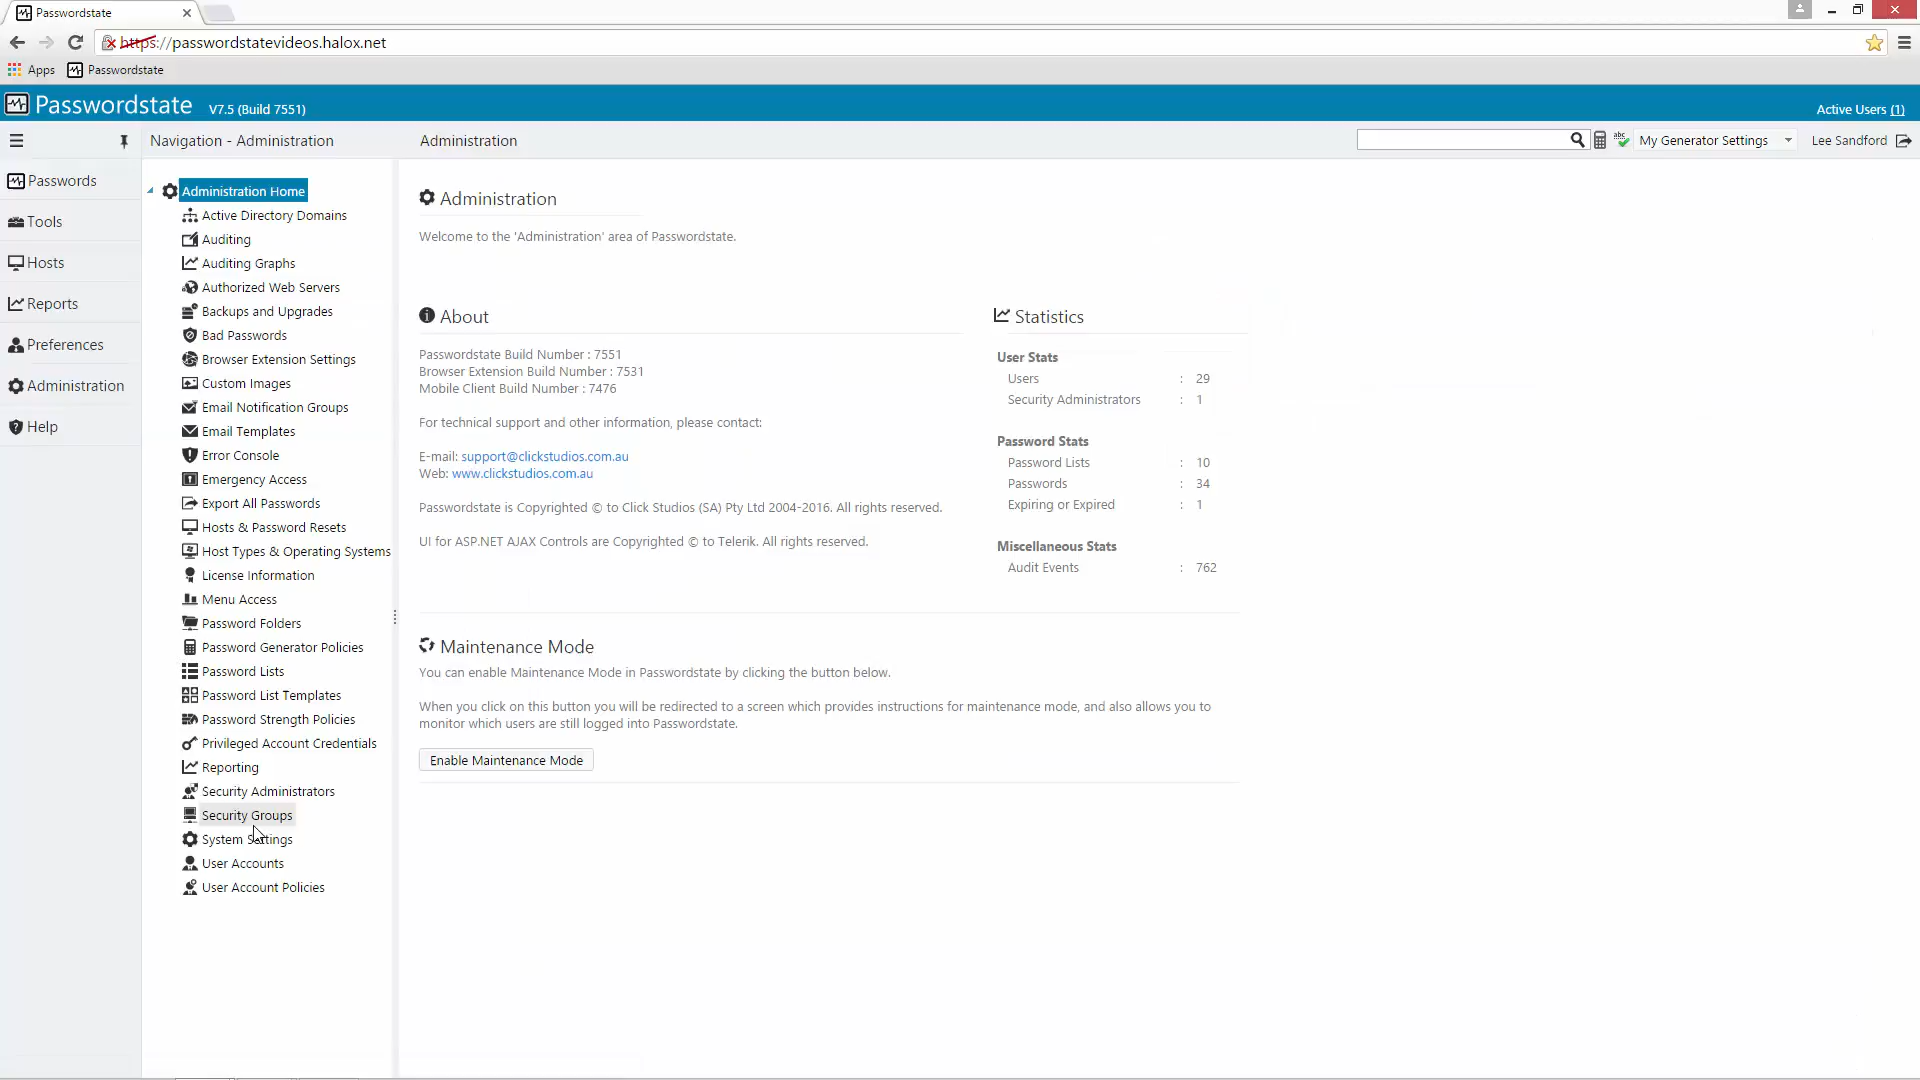 Passwordstate
https://passwordstatevideos.halox.net
Apps Passwordstate
Passwordstate V7.5 (Build 7551)
Active Users (1)
Navigation - Administration
Administration
My Generator Settings
Lee Sandford
Passwords
Tools
Hosts
Reports
Preferences
Administration
Help
Administration Home
Active Directory Domains
Auditing
Auditing Graphs
Authorized Web Servers
Backups and Upgrades
Bad Passwords
Browser Extension Settings
Custom Images
Email Notification Groups
Email Templates
Error Console
Emergency Access
Export All Passwords
Hosts & Password Resets
Host Types & Operating Systems
License Information
Menu Access
Password Folders
Password Generator Policies
Password Lists
Password List Templates
Password Strength Policies
Privileged Account Credentials
Reporting
Security Administrators
Security Groups
System Settings
User Accounts
User Account Policies
Administration
Welcome to the 'Administration' area of Passwordstate.
About
Passwordstate Build Number : 7551
Browser Extension Build Number : 7531
Mobile Client Build Number : 7476
For technical support and other information, please contact:
E-mail: support@clickstudios.com.au
Web: www.clickstudios.com.au
Passwordstate is Copyrighted © to Click Studios (SA) Pty Ltd 2004-2016. All rights reserved.
UI for ASP.NET AJAX Controls are Copyrighted © to Telerik. All rights reserved.
Statistics
User Stats
Users : 29
Security Administrators : 1
Password Stats
Password Lists : 10
Passwords : 34
Expiring or Expired : 1
Miscellaneous Stats
Audit Events : 762
Maintenance Mode
You can enable Maintenance Mode in Passwordstate by clicking the button below.
When you click on this button you will be redirected to a screen which provides instructions for maintenance mode, and also allows you to
monitor which users are still logged into Passwordstate.
Enable Maintenance Mode